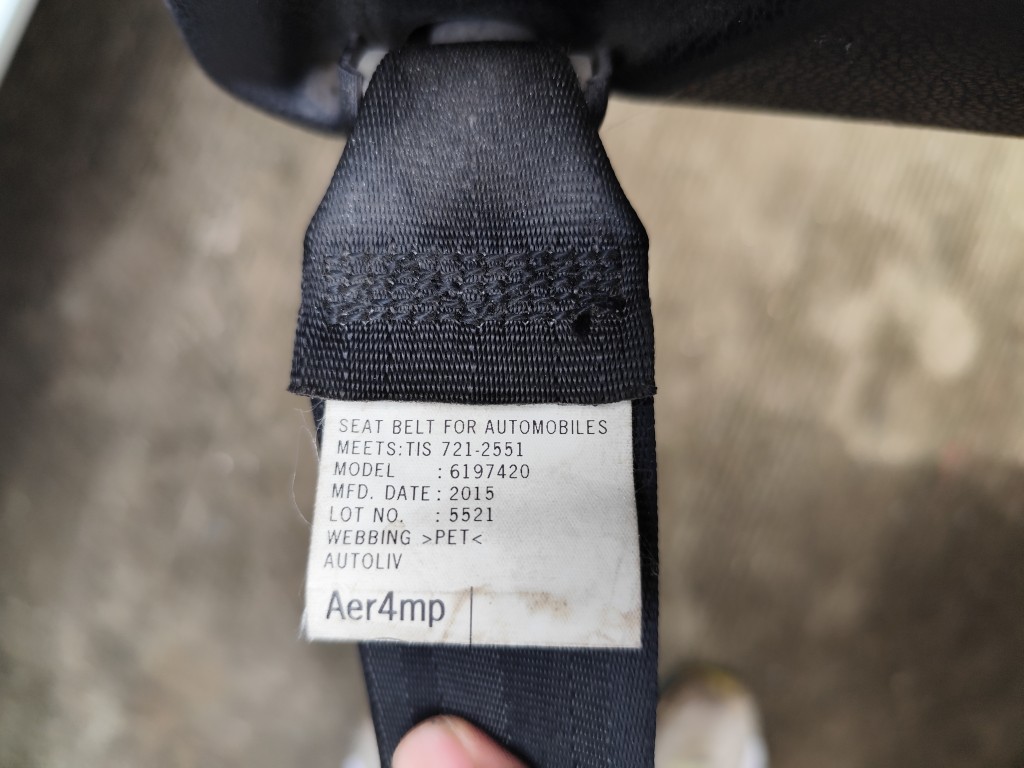 SEAT BELT FOR AUTOMOBILES
MEETS:TIS 721-2551
MODEL : 6197420
MFD. DATE : 2015
LOT NO. : 5521
WEBBING >PET<
AUTOLIV
Aer4mp